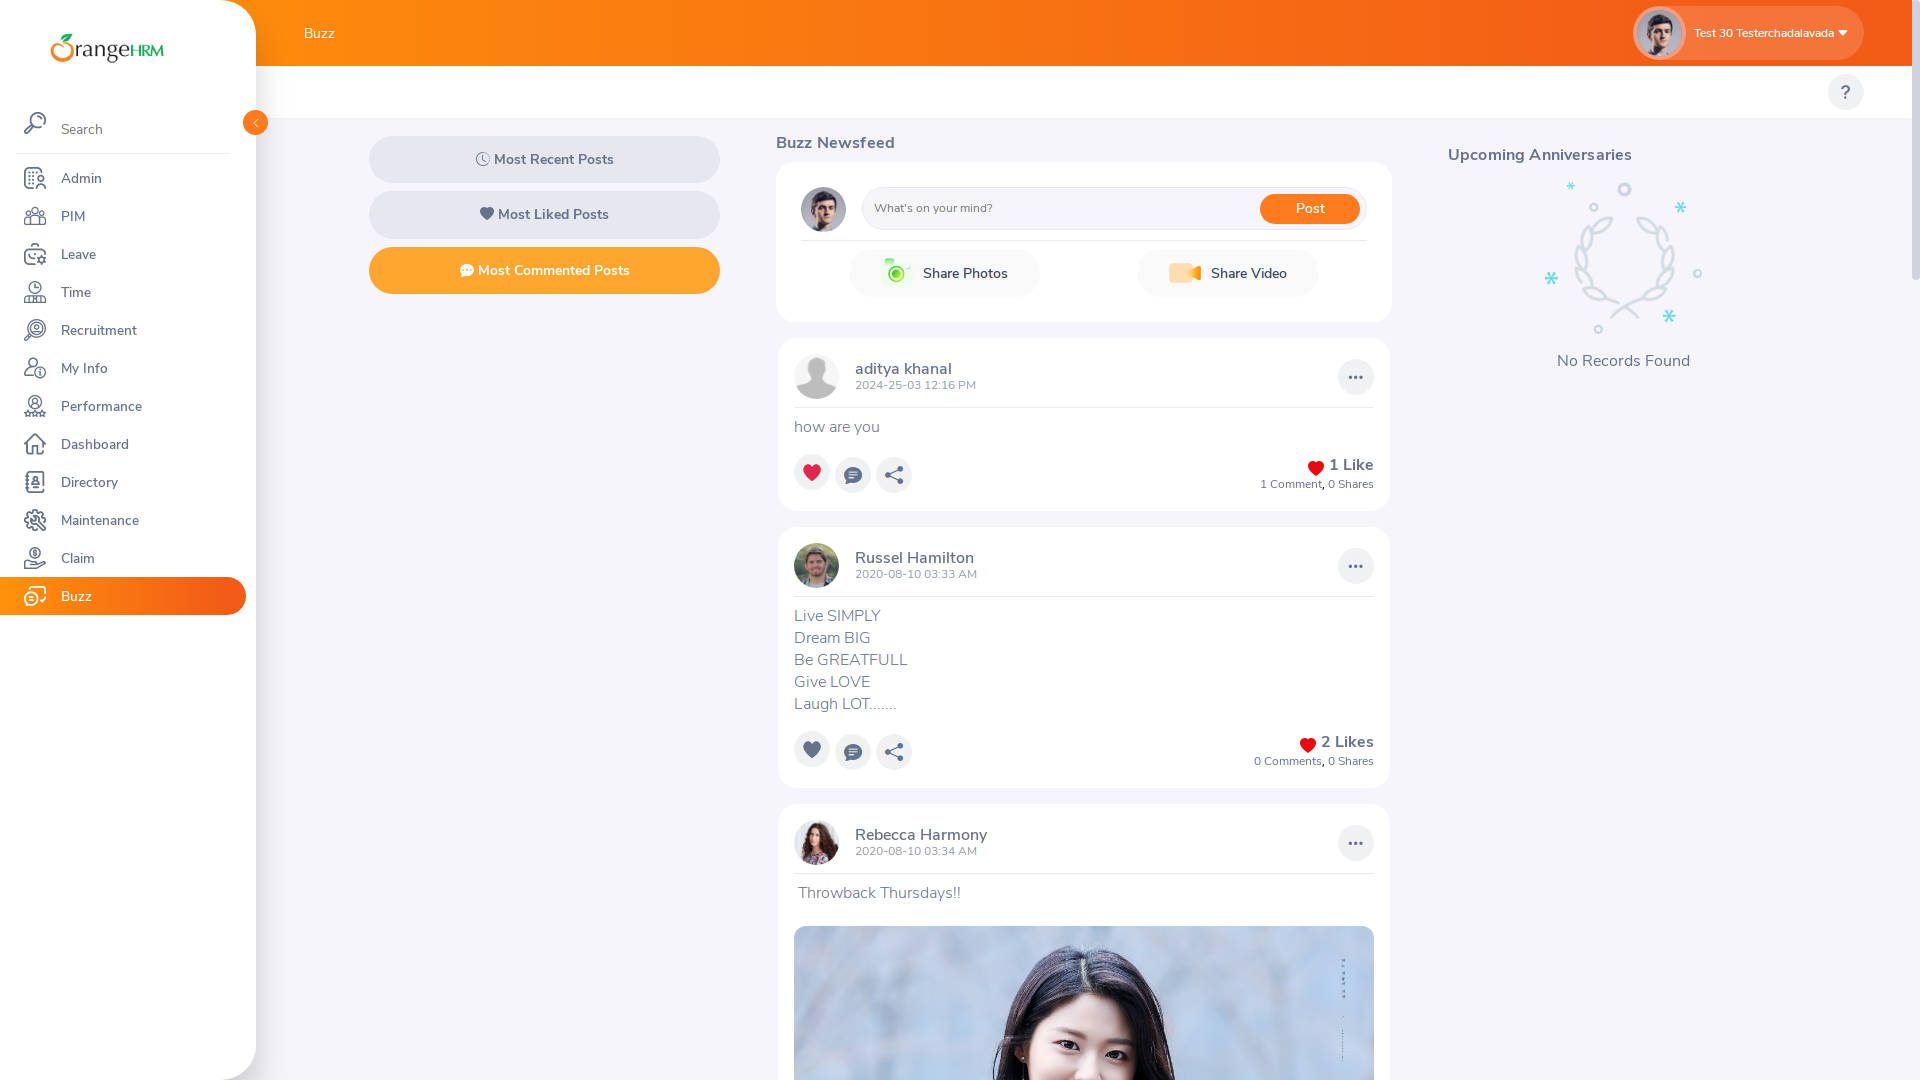 OrangeHRM
Search
Admin
PIM
Leave
Time
Recruitment
My Info
Performance
Dashboard
Directory
Maintenance
Claim
Buzz
Buzz
Test 30 Testerchadalavada
?
Most Recent Posts
Most Liked Posts
Most Commented Posts
Buzz Newsfeed
What's on your mind?
Post
Share Photos
Share Video
aditya khanal
2024-25-03 12:16 PM
how are you
1 Like
1 Comment, 0 Shares
Russel Hamilton
2020-08-10 03:33 AM
Live SIMPLY
Dream BIG
Be GREATFULL
Give LOVE
Laugh LOT.......
2 Likes
0 Comments, 0 Shares
Rebecca Harmony
2020-08-10 03:34 AM
Throwback Thursdays!!
Upcoming Anniversaries
No Records Found